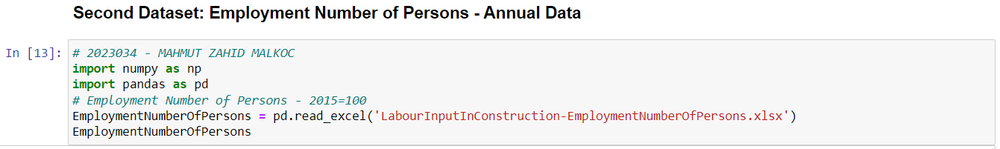 Second Dataset: Employment Number of Persons - Annual Data
In [13]: # 2023034 - MAHMUT ZAHID MALKOC
import numpy as np
import pandas as pd
# Employment Number of Persons - 2015=100
EmploymentNumberOfPersons = pd.read_excel('LabourInputInConstruction-EmploymentNumberOfPersons.xlsx')
EmploymentNumberOfPersons